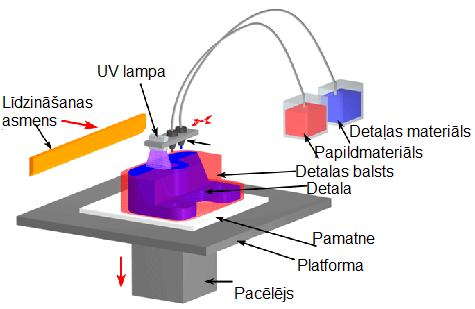 UV lampa
Līdzināšanas
asmens
Detaļas materiāls
Papildmateriāls
Detaļas balsts
Detaļa
Pamatne
Platforma
Pacēlējs